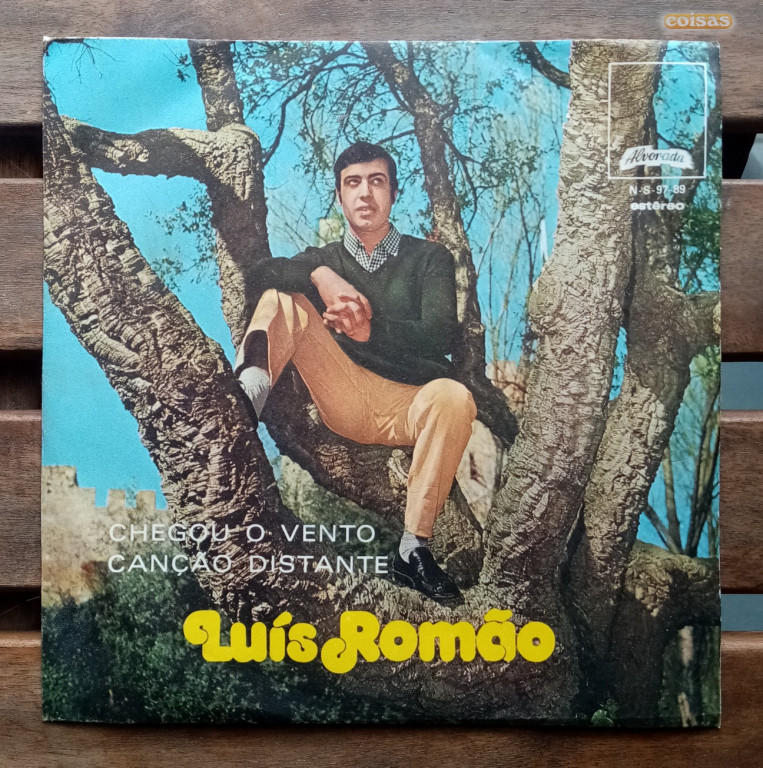 coisas
Alvorada
N-S-97-89
estéreo
CHEGOU O VENTO
CANÇÃO DISTANTE
Luís Romão